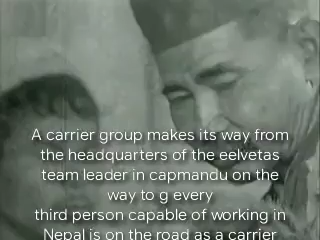 A carrier group makes its way from
the headquarters of the eelvetas
team leader in capmandu on the
way to g every
third person capable of working in
Nepal is on the road as a carrier